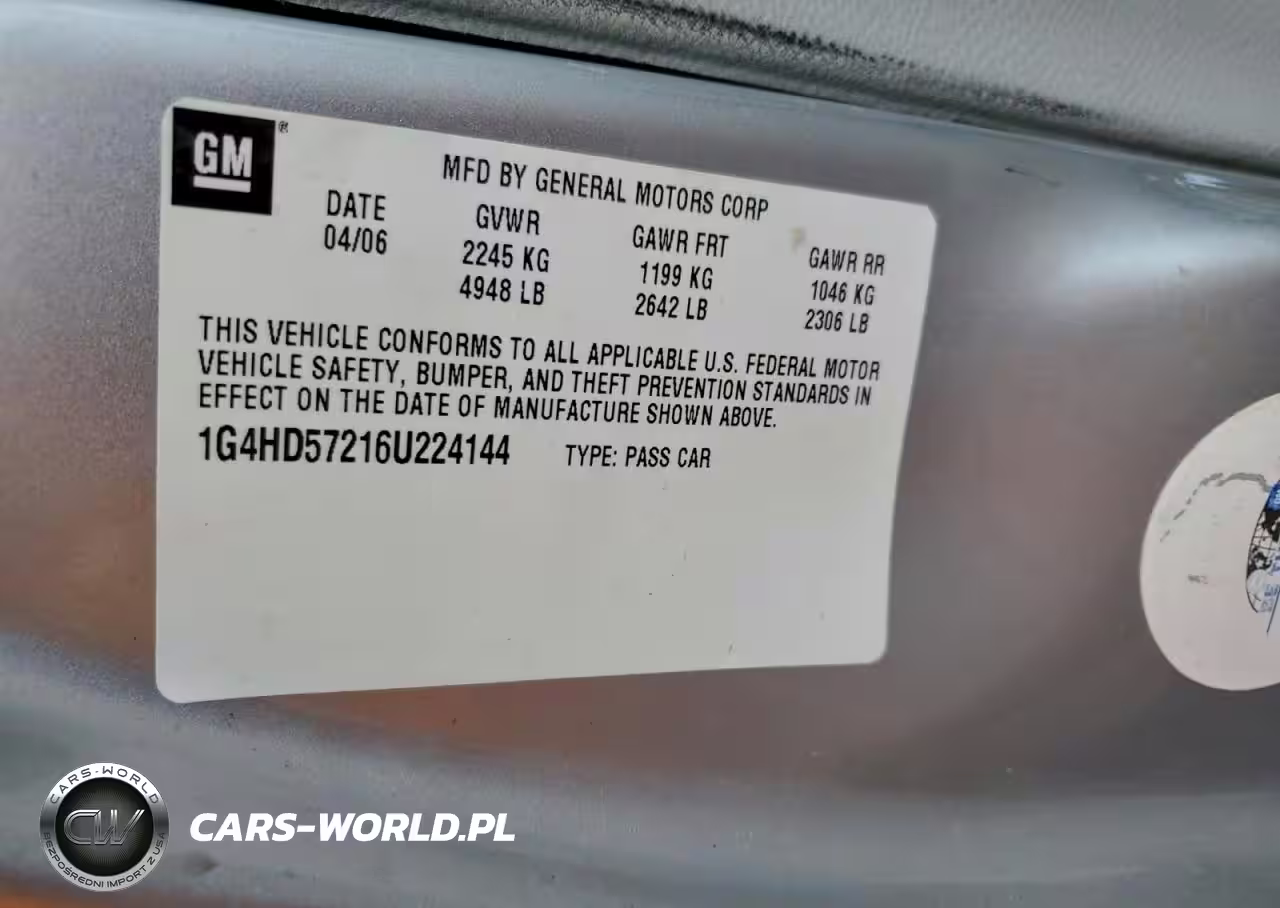 GM®
MFD BY GENERAL MOTORS CORP
DATE GVWR GAWR FRT GAWR RR
04/06 2245 KG 1199 KG 1046 KG
4948 LB 2642 LB 2306 LB
THIS VEHICLE CONFORMS TO ALL APPLICABLE U.S. FEDERAL MOTOR
VEHICLE SAFETY, BUMPER, AND THEFT PREVENTION STANDARDS IN
EFFECT ON THE DATE OF MANUFACTURE SHOWN ABOVE.
1G4HD57216U224144 TYPE: PASS CAR
CARS-WORLD
CW
BEZPOŚREDNI IMPORT Z USA
CARS-WORLD.PL